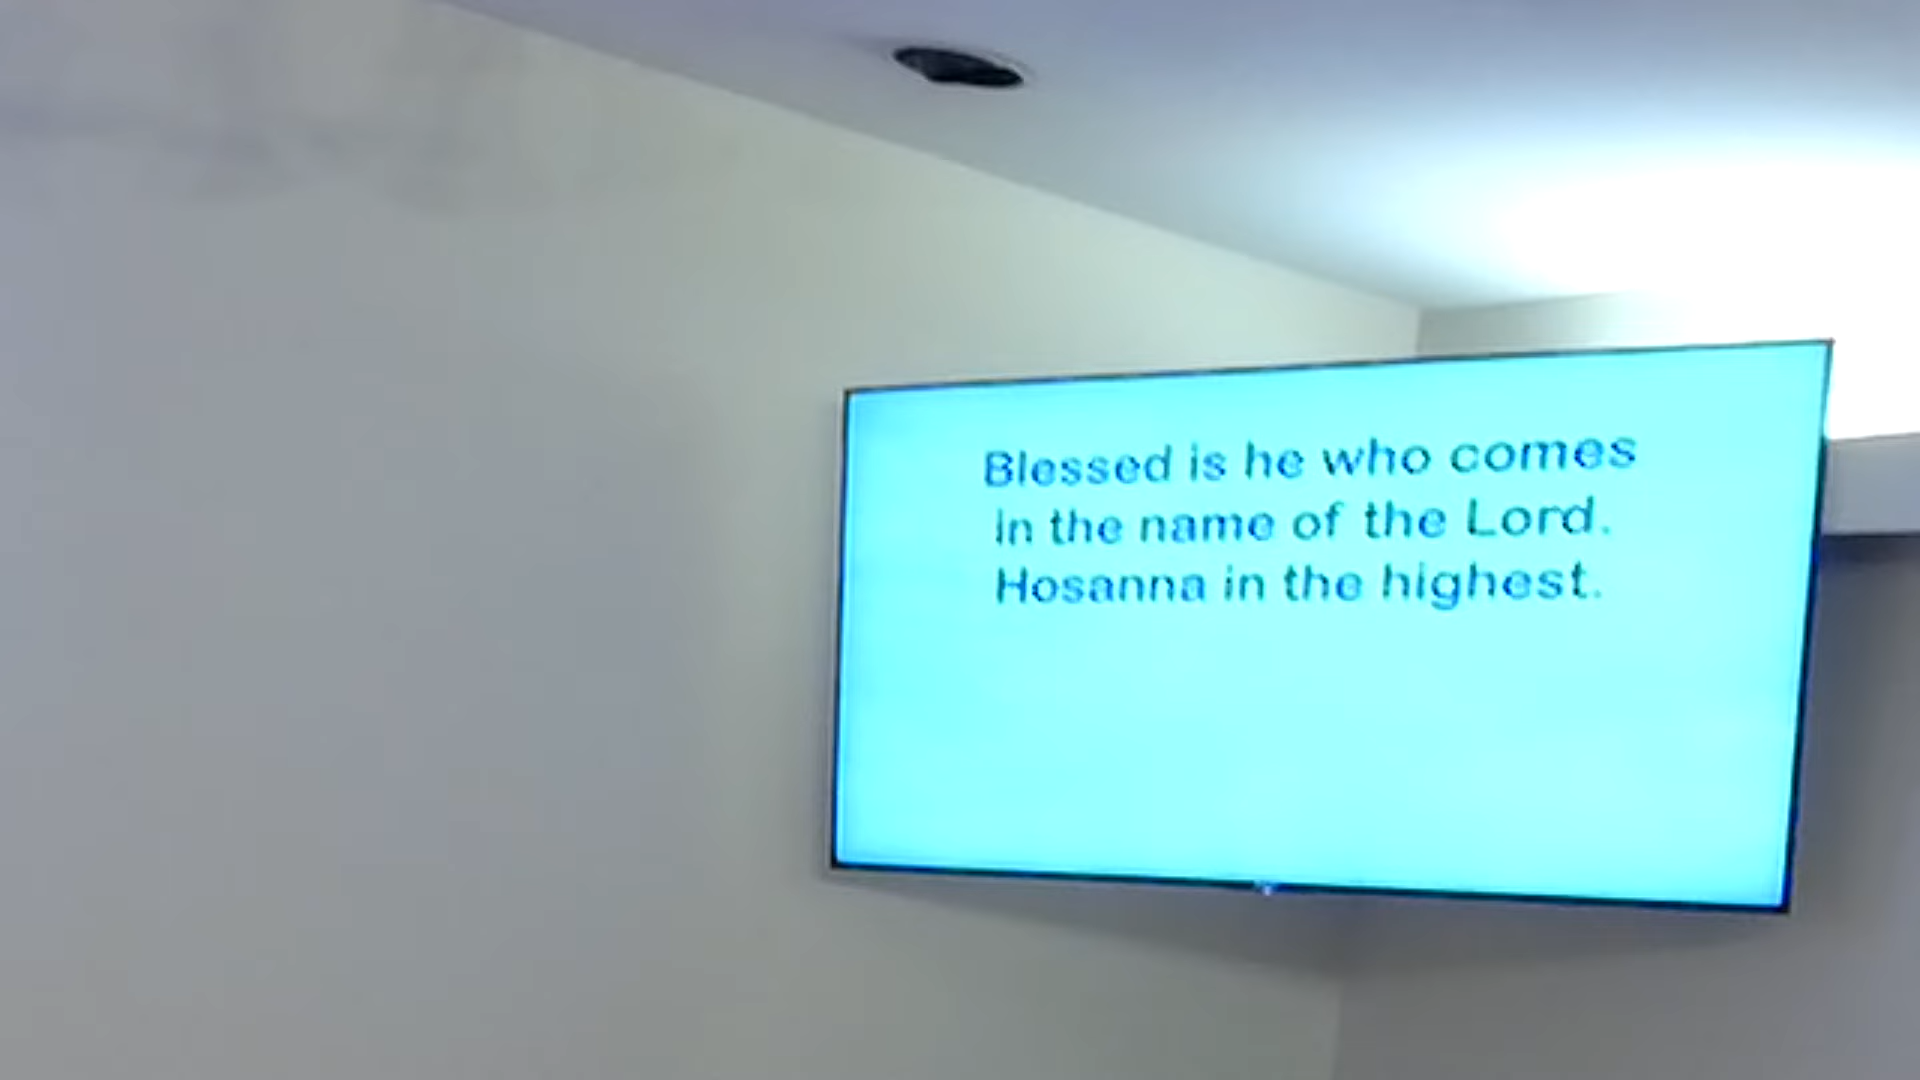 Blessed is he who comes
in the name of the Lord.
Hosanna in the highest.